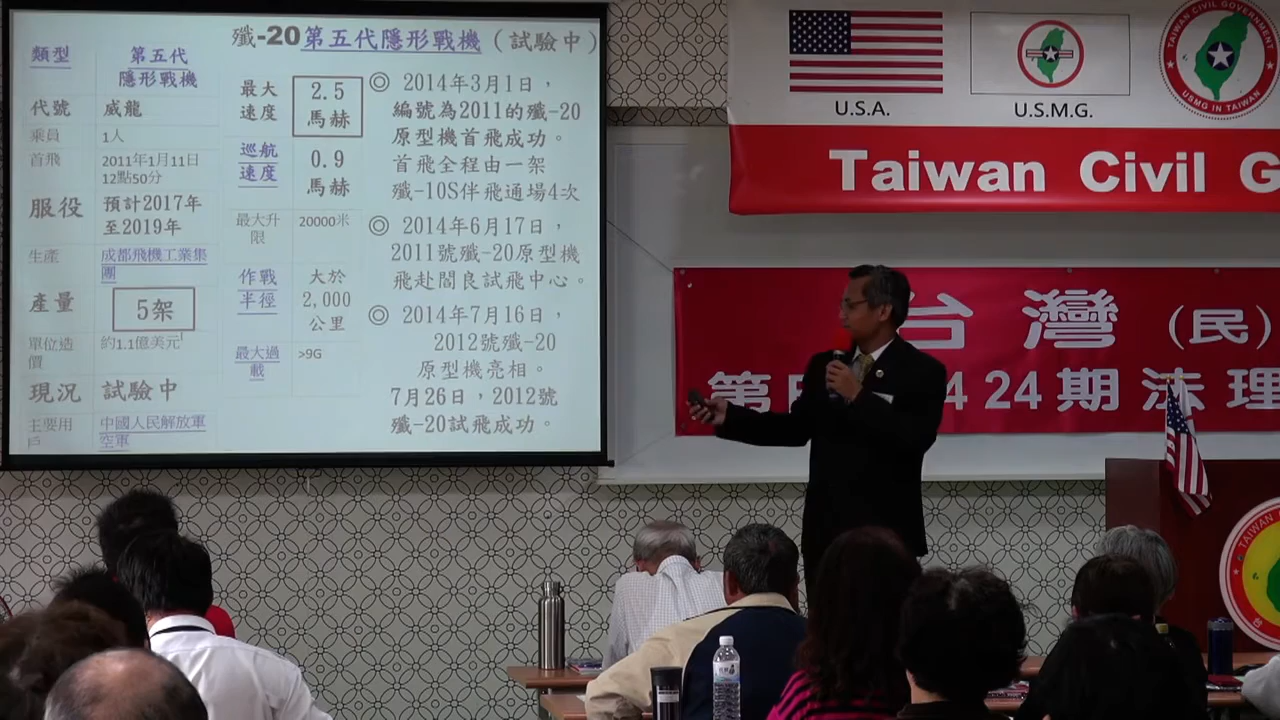 殲-20第五代隱形戰機（試驗中）
類型
第五代
隱形戰機
代號
威龍
乘員
1人
首飛
2011年1月11日
12點50分
服役
預計2017年
至2019年
生產
成都飛機工業集
團
產量
5架
單位造
價
約1.1億美元
現況
試驗中
主要用
戶
中國人民解放軍
空軍
最大
速度
2.5
馬赫
巡航
速度
0.9
馬赫
最大升
限
20000米
作戰
半徑
大於
2,000
公里
最大過
載
>9G
◎ 2014年3月1日，
編號為2011的殲-20
原型機首飛成功。
首飛全程由一架
殲-10S伴飛通場4次
◎ 2014年6月17日，
2011號殲-20原型機
飛赴閻良試飛中心。
◎ 2014年7月16日，
2012號殲-20
原型機亮相。
7月26日，2012號
殲-20試飛成功。
U.S.A.
U.S.M.G.
TAIWAN CIVIL GOVERNMENT
USMG IN TAIWAN
Taiwan Civil G
台灣（民）
第
424期法理